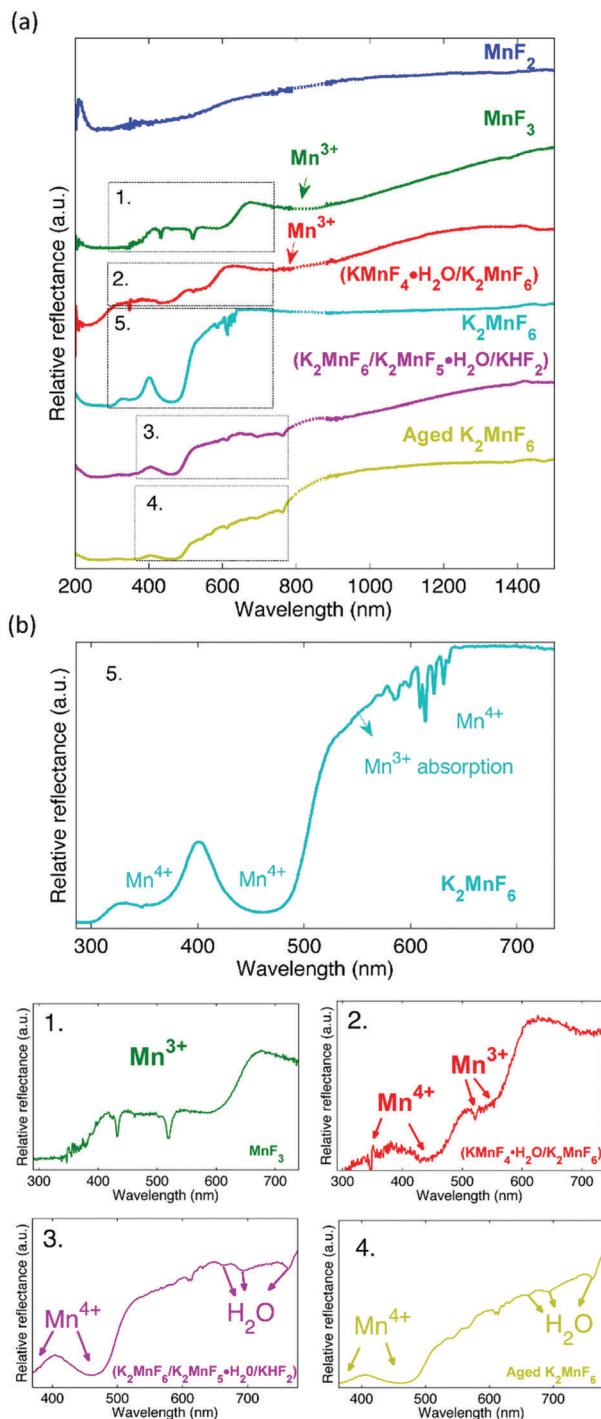 (a)
MnF₂
MnF₃
Mn³⁺
1.
Mn³⁺
2.
(KMnF₄•H₂O/K₂MnF₆)
5.
K₂MnF₆
(K₂MnF₆/K₂MnF₅•H₂O/KHF₂)
3.
Aged K₂MnF₆
4.
Relative reflectance (a.u.)
200 400 600 800 1000 1200 1400
Wavelength (nm)
(b)
5.
Mn⁴⁺
Mn³⁺ absorption
Mn⁴⁺
Mn⁴⁺
K₂MnF₆
Relative reflectance (a.u.)
300 400 500 600 700
Wavelength (nm)
1.
Mn³⁺
MnF₃
Relative reflectance (a.u.)
300 400 500 600 700
Wavelength (nm)
2.
Mn³⁺
Mn⁴⁺
(KMnF₄•H₂O/K₂MnF₆)
Relative reflectance (a.u.)
300 400 500 600 700
Wavelength (nm)
3.
Mn⁴⁺
H₂O
(K₂MnF₆/K₂MnF₅•H₂0/KHF₂)
Relative reflectance (a.u.)
400 500 600 700
Wavelength (nm)
4.
Mn⁴⁺
H₂O
Aged K₂MnF₆
Relative reflectance (a.u.)
400 500 600 700
Wavelength (nm)